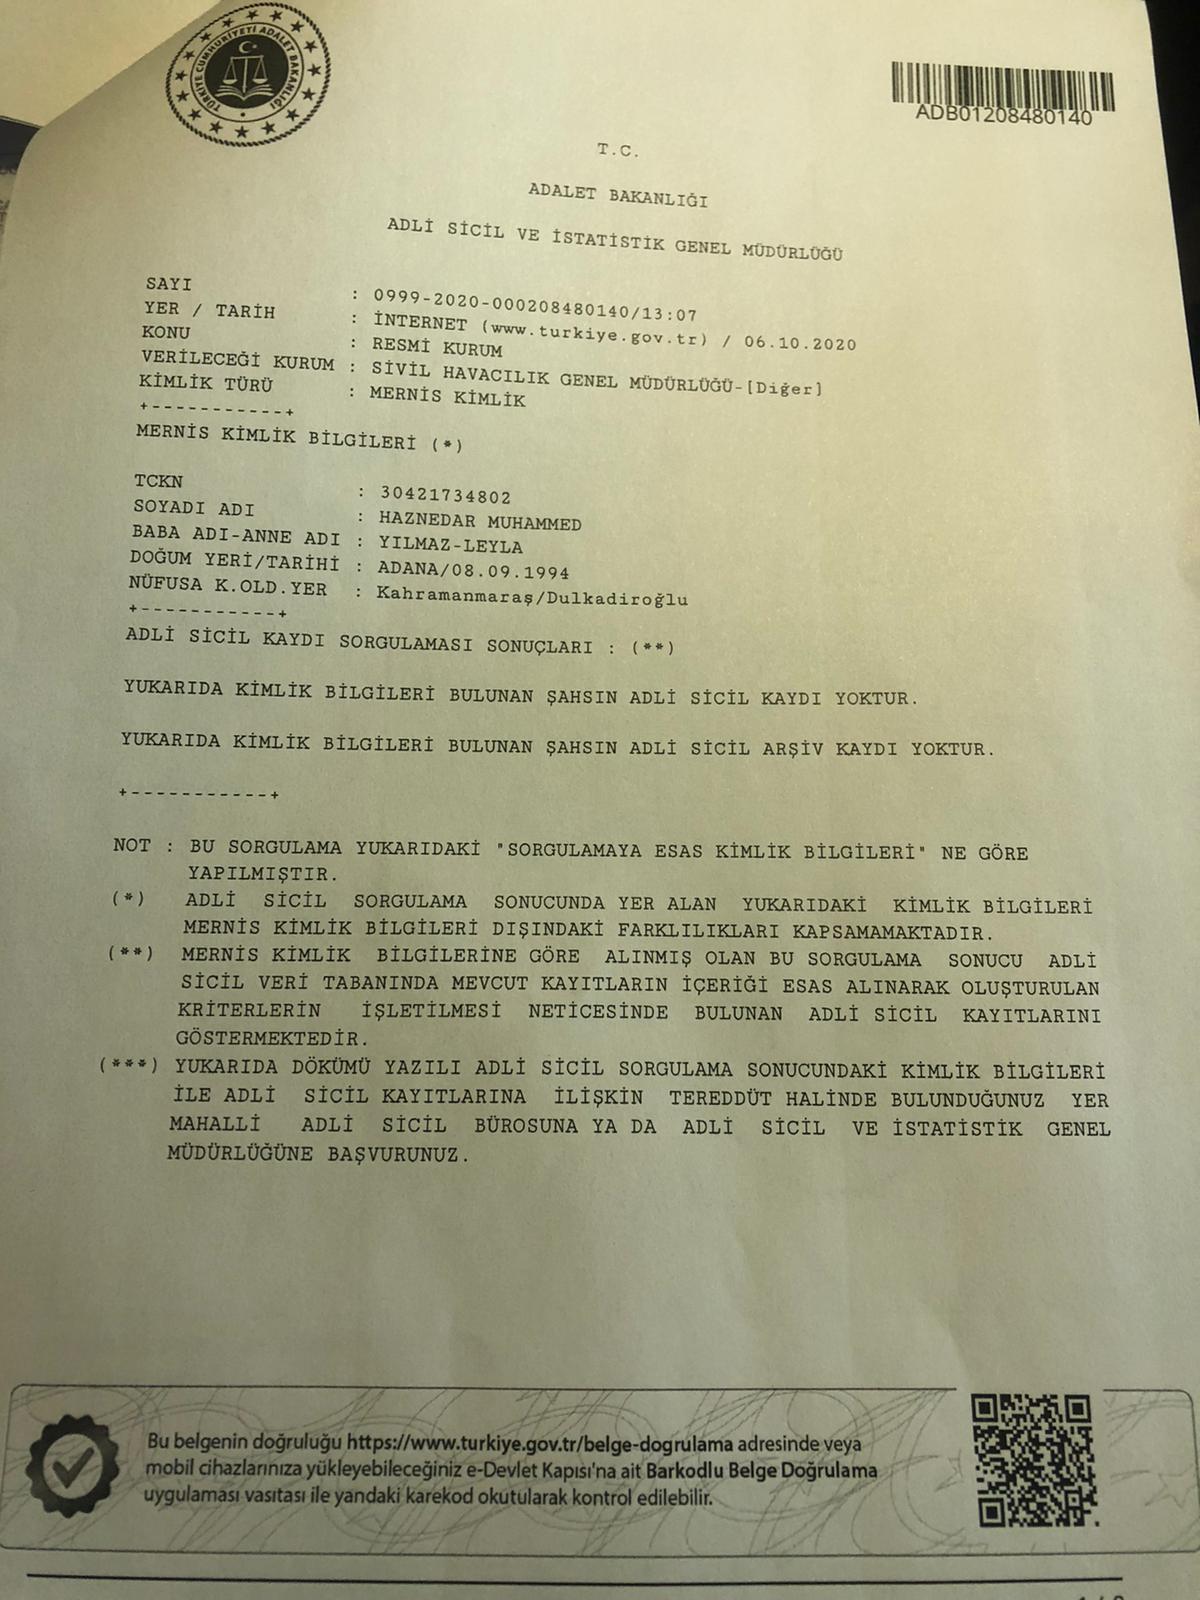 TÜRKİYE CUMHURİYETİ ADALET BAKANLIĞI
ADB01208480140
T.C.
ADALET BAKANLIĞI
ADLİ SİCİL VE İSTATİSTİK GENEL MÜDÜRLÜĞÜ
SAYI : 0999-2020-000208480140/13:07
YER / TARİH : İNTERNET (www.turkiye.gov.tr) / 06.10.2020
KONU : RESMİ KURUM
VERİLECEĞİ KURUM : SİVİL HAVACILIK GENEL MÜDÜRLÜĞÜ-[Diğer]
KİMLİK TÜRÜ : MERNİS KİMLİK
+-----------+
MERNİS KİMLİK BİLGİLERİ (*)
TCKN : 30421734802
SOYADI ADI : HAZNEDAR MUHAMMED
BABA ADI-ANNE ADI : YILMAZ-LEYLA
DOĞUM YERİ/TARİHİ : ADANA/08.09.1994
NÜFUSA K.OLD.YER : Kahramanmaraş/Dulkadiroğlu
+-----------+
ADLİ SİCİL KAYDI SORGULAMASI SONUÇLARI : (**)
YUKARIDA KİMLİK BİLGİLERİ BULUNAN ŞAHSIN ADLİ SİCİL KAYDI YOKTUR.
YUKARIDA KİMLİK BİLGİLERİ BULUNAN ŞAHSIN ADLİ SİCİL ARŞİV KAYDI YOKTUR.
+-----------+
NOT : BU SORGULAMA YUKARIDAKİ "SORGULAMAYA ESAS KİMLİK BİLGİLERİ" NE GÖRE
YAPILMIŞTIR.
(*) ADLİ SİCİL SORGULAMA SONUCUNDA YER ALAN YUKARIDAKİ KİMLİK BİLGİLERİ
MERNİS KİMLİK BİLGİLERİ DIŞINDAKİ FARKLILIKLARI KAPSAMAMAKTADIR.
(**) MERNİS KİMLİK BİLGİLERİNE GÖRE ALINMIŞ OLAN BU SORGULAMA SONUCU ADLİ
SİCİL VERİ TABANINDA MEVCUT KAYITLARIN İÇERİĞİ ESAS ALINARAK OLUŞTURULAN
KRİTERLERİN İŞLETİLMESİ NETİCESİNDE BULUNAN ADLİ SİCİL KAYITLARINI
GÖSTERMEKTEDİR.
(***) YUKARIDA DÖKÜMÜ YAZILI ADLİ SİCİL SORGULAMA SONUCUNDAKİ KİMLİK BİLGİLERİ
İLE ADLİ SİCİL KAYITLARINA İLİŞKİN TEREDDÜT HALİNDE BULUNDUĞUNUZ YER
MAHALLİ ADLİ SİCİL BÜROSUNA YA DA ADLİ SİCİL VE İSTATİSTİK GENEL
MÜDÜRLÜĞÜNE BAŞVURUNUZ.
Bu belgenin doğruluğu https://www.turkiye.gov.tr/belge-dogrulama adresinde veya
mobil cihazlarınıza yükleyebileceğiniz e-Devlet Kapısı'na ait Barkodlu Belge Doğrulama
uygulaması vasıtası ile yandaki karekod okutularak kontrol edilebilir.